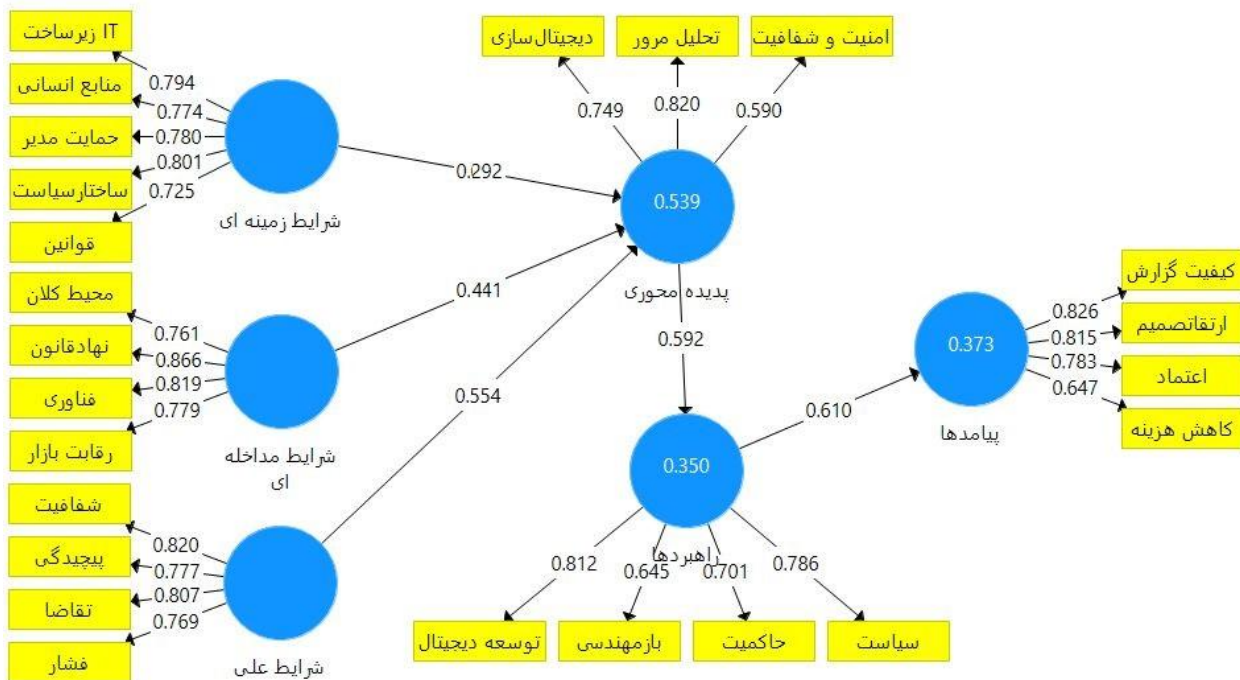 زیرساخت IT
0.794
منابع انسانی
0.774
حمایت مدیر
0.780
ساختارسیاست
0.801
قوانین
0.725
شرایط زمینه ای
0.292
محیط کلان
0.761
نهادقانون
0.866
فناوری
0.819
رقابت بازار
0.779
شرایط مداخله
ای
0.441
شفافیت
0.820
پیچیدگی
0.777
تقاضا
0.807
فشار
0.769
شرایط علی
0.554
امنیت و شفافیت
تحلیل مرور
دیجیتال‌سازی
0.590
0.820
0.749
0.539
پدیده محوری
0.592
0.350
راهبردها
0.786
0.701
0.645
0.812
سیاست
حاکمیت
بازمهندسی
توسعه دیجیتال
0.610
0.373
پیامدها
کیفیت گزارش
0.826
ارتقاتصمیم
0.815
اعتماد
0.783
کاهش هزینه
0.647